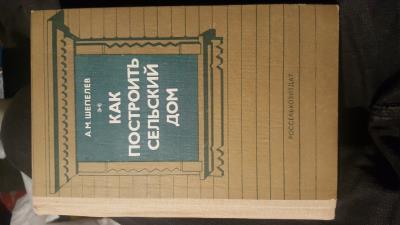 А. М. ШЕПЕЛЕВ
КАК
ПОСТРОИТЬ
СЕЛЬСКИЙ
ДОМ
РОССЕЛЬХОЗИЗДАТ